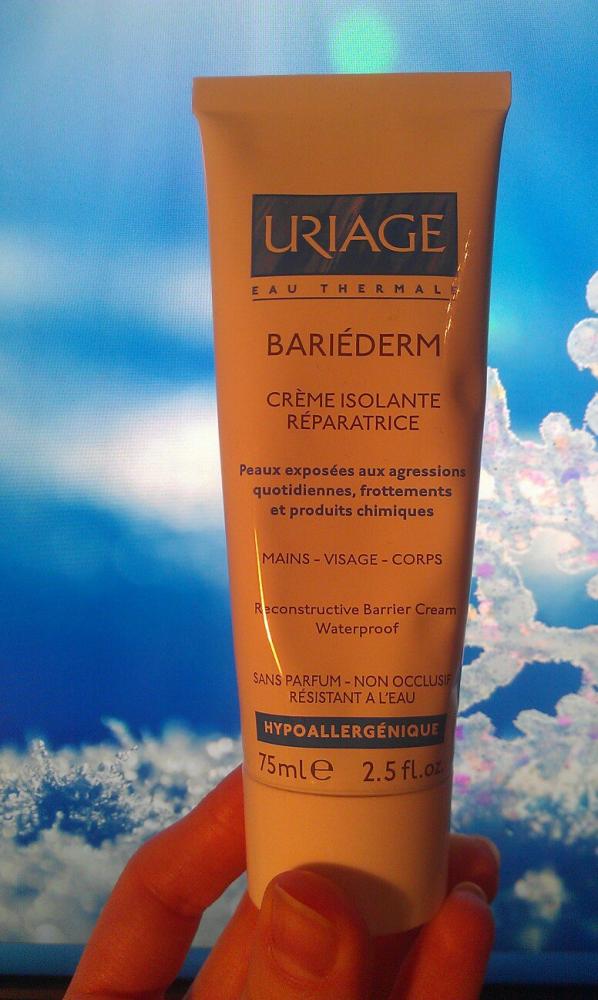 URIAGE
EAU THERMALE
BARIÉDERM
CRÈME ISOLANTE
RÉPARATRICE
Peaux exposées aux agressions
quotidiennes, frottements
et produits chimiques
MAINS - VISAGE - CORPS
Reconstructive Barrier Cream
Waterproof
SANS PARFUM - NON OCCLUSIF
RÉSISTANT A L'EAU
HYPOALLERGÉNIQUE
75ml℮ 2.5 fl.oz.